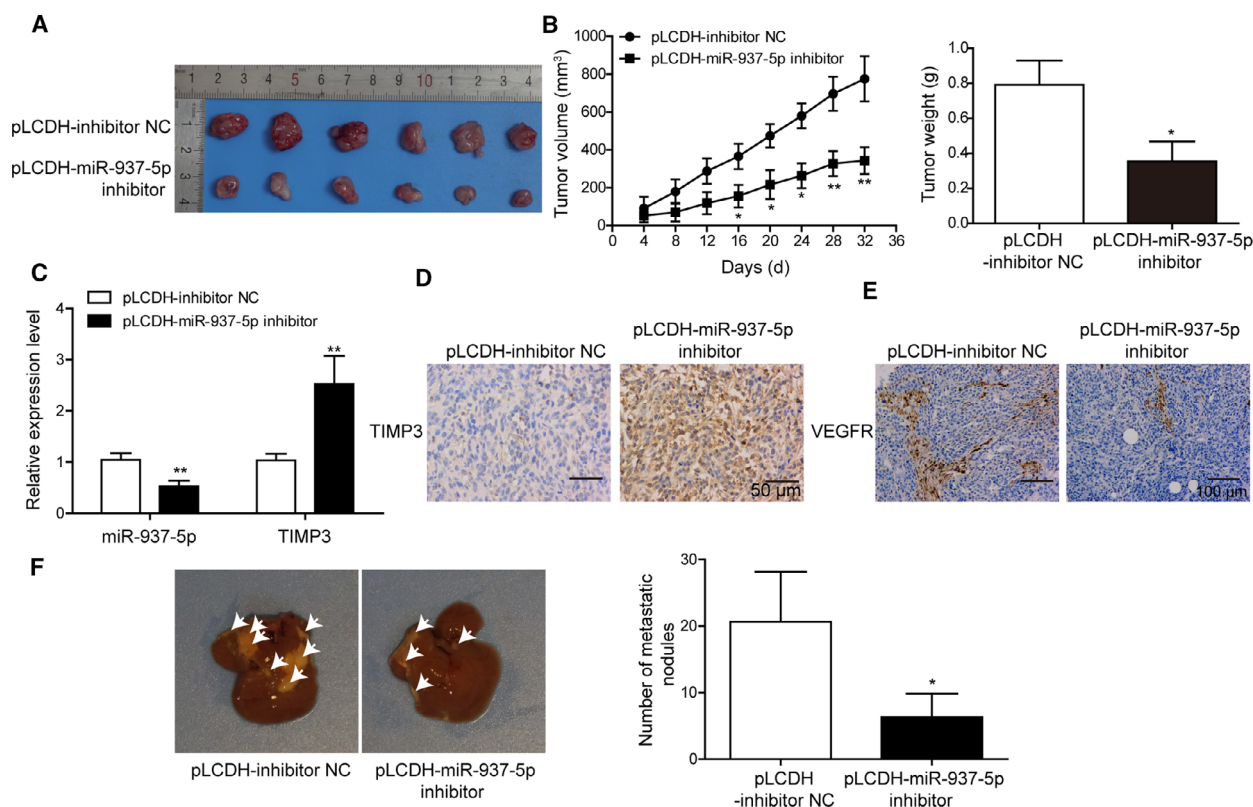 A
1 2 3 4 5 6 7 8 9 10 1 2 3 4
1
2
3
4
pLCDH-inhibitor NC
pLCDH-miR-937-5p
inhibitor
B
pLCDH-inhibitor NC
pLCDH-miR-937-5p inhibitor
Tumor volume (mm³)
1000
800
600
400
200
0
* * * ** **
0 4 8 12 16 20 24 28 32 36
Days (d)
Tumor weight (g)
1.0
0.8
0.6
0.4
0.2
0.0
*
pLCDH
-inhibitor NC
pLCDH-miR-937-5p
inhibitor
C
pLCDH-inhibitor NC
pLCDH-miR-937-5p inhibitor
Relative expression level
4
3
2
1
0
**
**
miR-937-5p TIMP3
D
pLCDH-inhibitor NC
pLCDH-miR-937-5p
inhibitor
TIMP3
50 μm
E
pLCDH-inhibitor NC
pLCDH-miR-937-5p
inhibitor
VEGFR
100 μm
F
pLCDH-inhibitor NC
pLCDH-miR-937-5p
inhibitor
Number of metastatic
nodules
30
20
10
0
*
pLCDH
-inhibitor NC
pLCDH-miR-937-5p
inhibitor